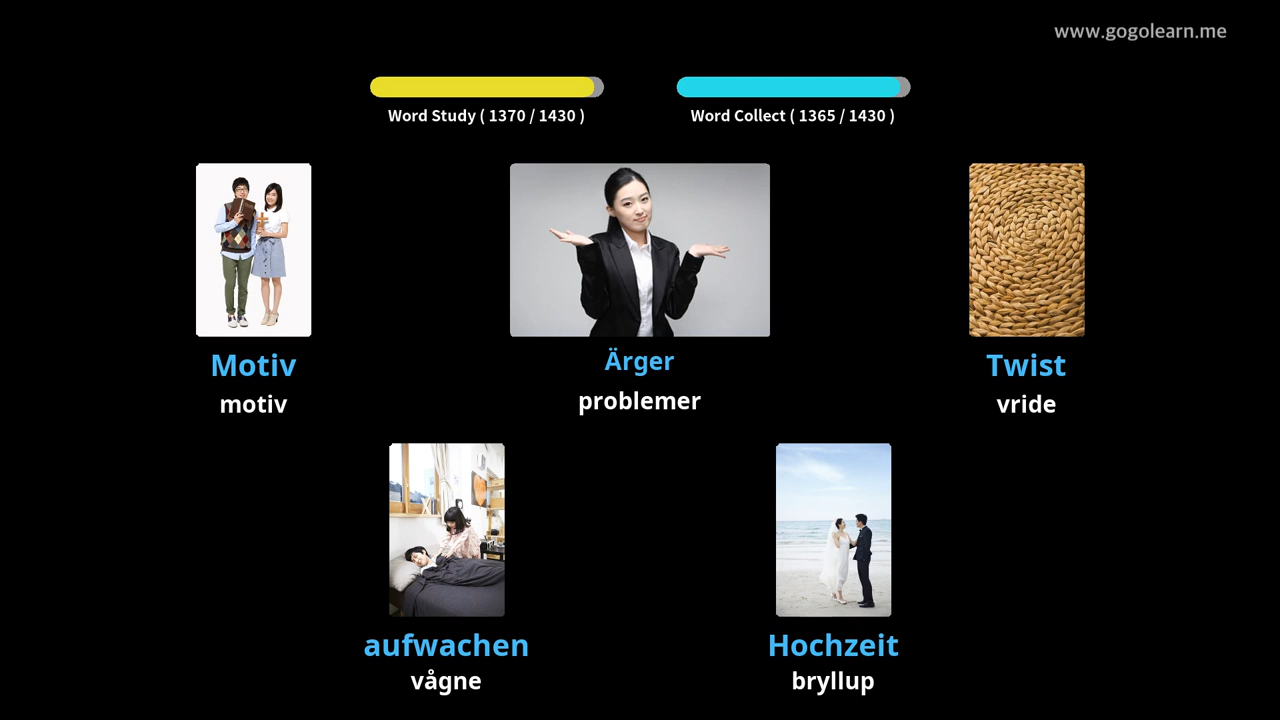 www.gogolearn.me
Word Study ( 1370 / 1430 )
Word Collect ( 1365 / 1430 )
Motiv
motiv
Ärger
problemer
Twist
vride
aufwachen
vågne
Hochzeit
bryllup